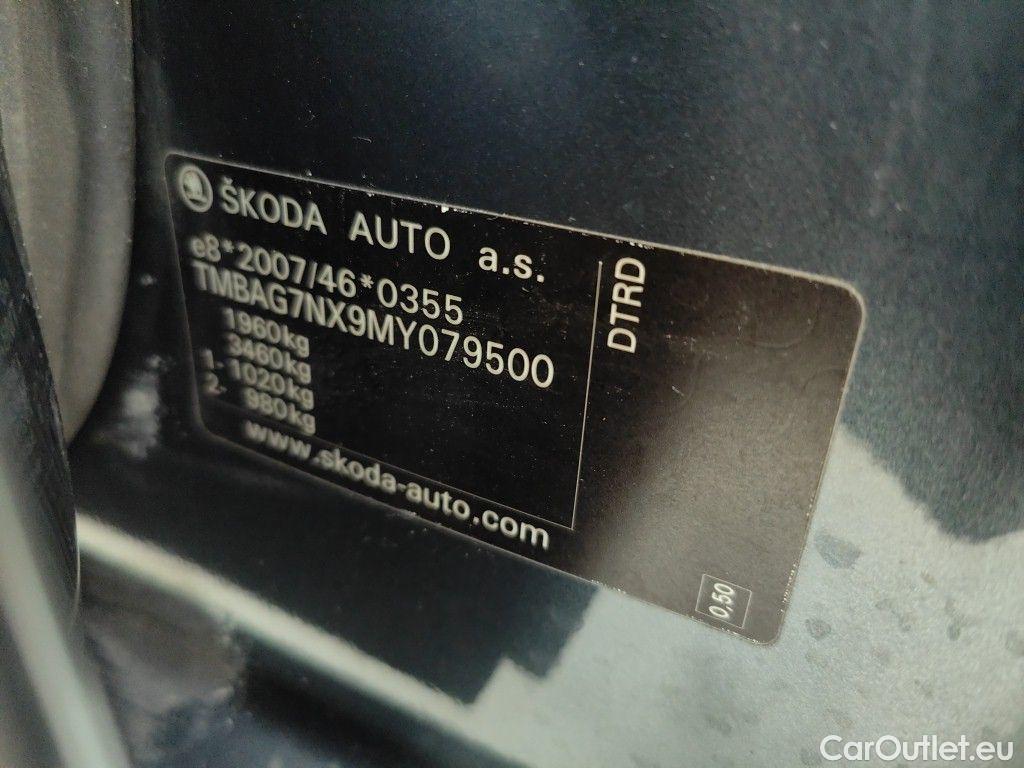 ŠKODA AUTO a.s.
e8*2007/46*0355
TMBAG7NX9MY079500
1960kg
3460kg
1- 1020kg
2- 980kg
www.skoda-auto.com
DTRD
0,50
CarOutlet.eu